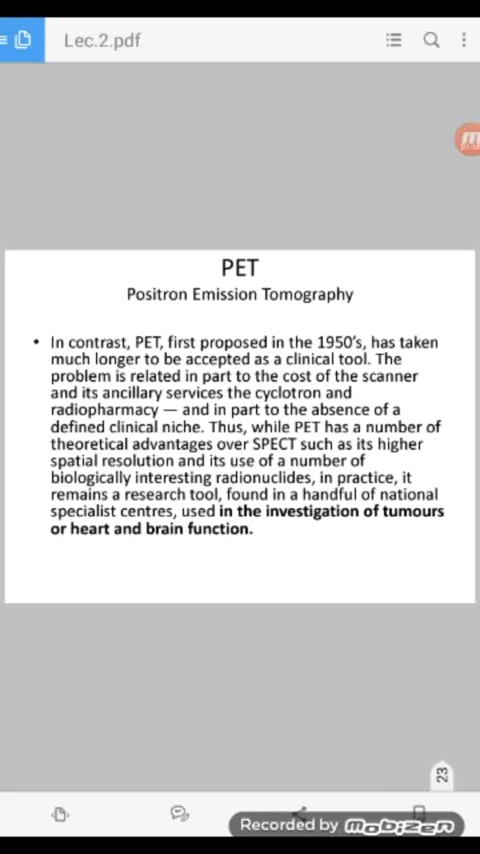 Lec.2.pdf
PET
Positron Emission Tomography
• In contrast, PET, first proposed in the 1950's, has taken
much longer to be accepted as a clinical tool. The
problem is related in part to the cost of the scanner
and its ancillary services the cyclotron and
radiopharmacy — and in part to the absence of a
defined clinical niche. Thus, while PET has a number of
theoretical advantages over SPECT such as its higher
spatial resolution and its use of a number of
biologically interesting radionuclides, in practice, it
remains a research tool, found in a handful of national
specialist centres, used in the investigation of tumours
or heart and brain function.
23
Recorded by mobizen